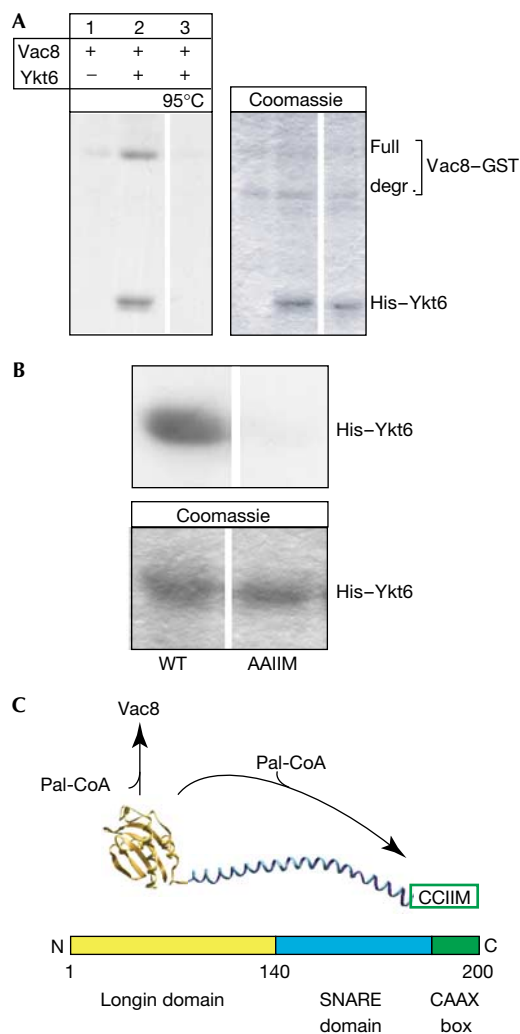 A
1 2 3
Vac8 + + +
Ykt6 – + +
95°C
Coomassie
Full
degr.
Vac8–GST
His–Ykt6
B
His–Ykt6
Coomassie
His–Ykt6
WT AAIIM
C
Vac8
Pal-CoA
Pal-CoA
CCIIM
N C
1 140 200
Longin domain SNARE CAAX
domain box